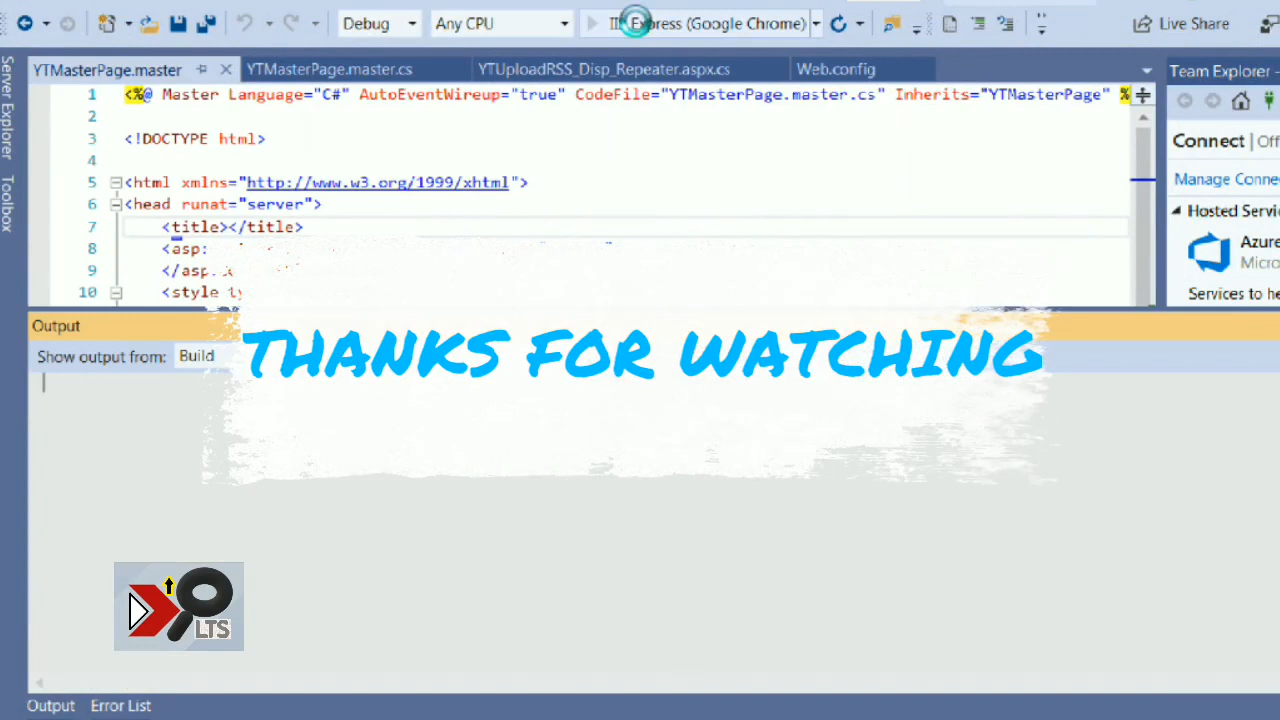 Debug
Any CPU
Express (Google Chrome)
Live Share
YTMasterPage.master
YTMasterPage.master.cs
YTUploadRSS_Disp_Repeater.aspx.cs
Web.config
Team Explorer
Server Explorer
Toolbox
1 <%@ Master Language="C#" AutoEventWireup="true" CodeFile="YTMasterPage.master.cs" Inherits="YTMasterPage" %
2
3 <!DOCTYPE html>
4
5 <html xmlns="http://www.w3.org/1999/xhtml">
6 <head runat="server">
7 <title></title>
8 <asp:
9 </asp
10 <style
Connect | Off
Manage Conne
Hosted Servi
Azure
Micro
Services to he
Output
Show output from: Build
THANKS FOR WATCHING
LTS
Output
Error List